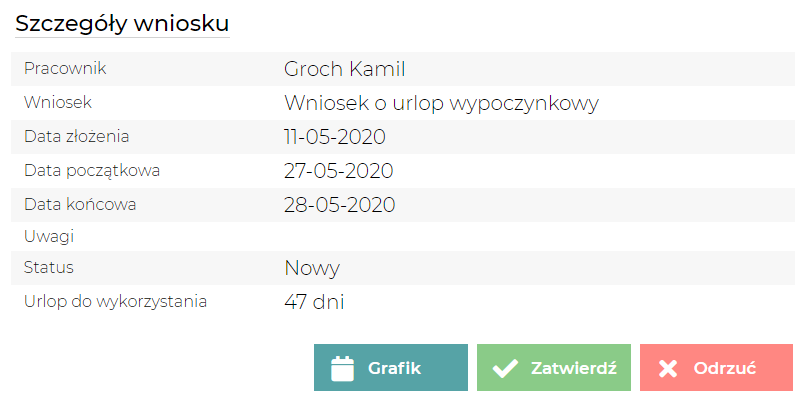 Szczegóły wniosku
Pracownik Groch Kamil
Wniosek Wniosek o urlop wypoczynkowy
Data złożenia 11-05-2020
Data początkowa 27-05-2020
Data końcowa 28-05-2020
Uwagi
Status Nowy
Urlop do wykorzystania 47 dni
Grafik Zatwierdź Odrzuć